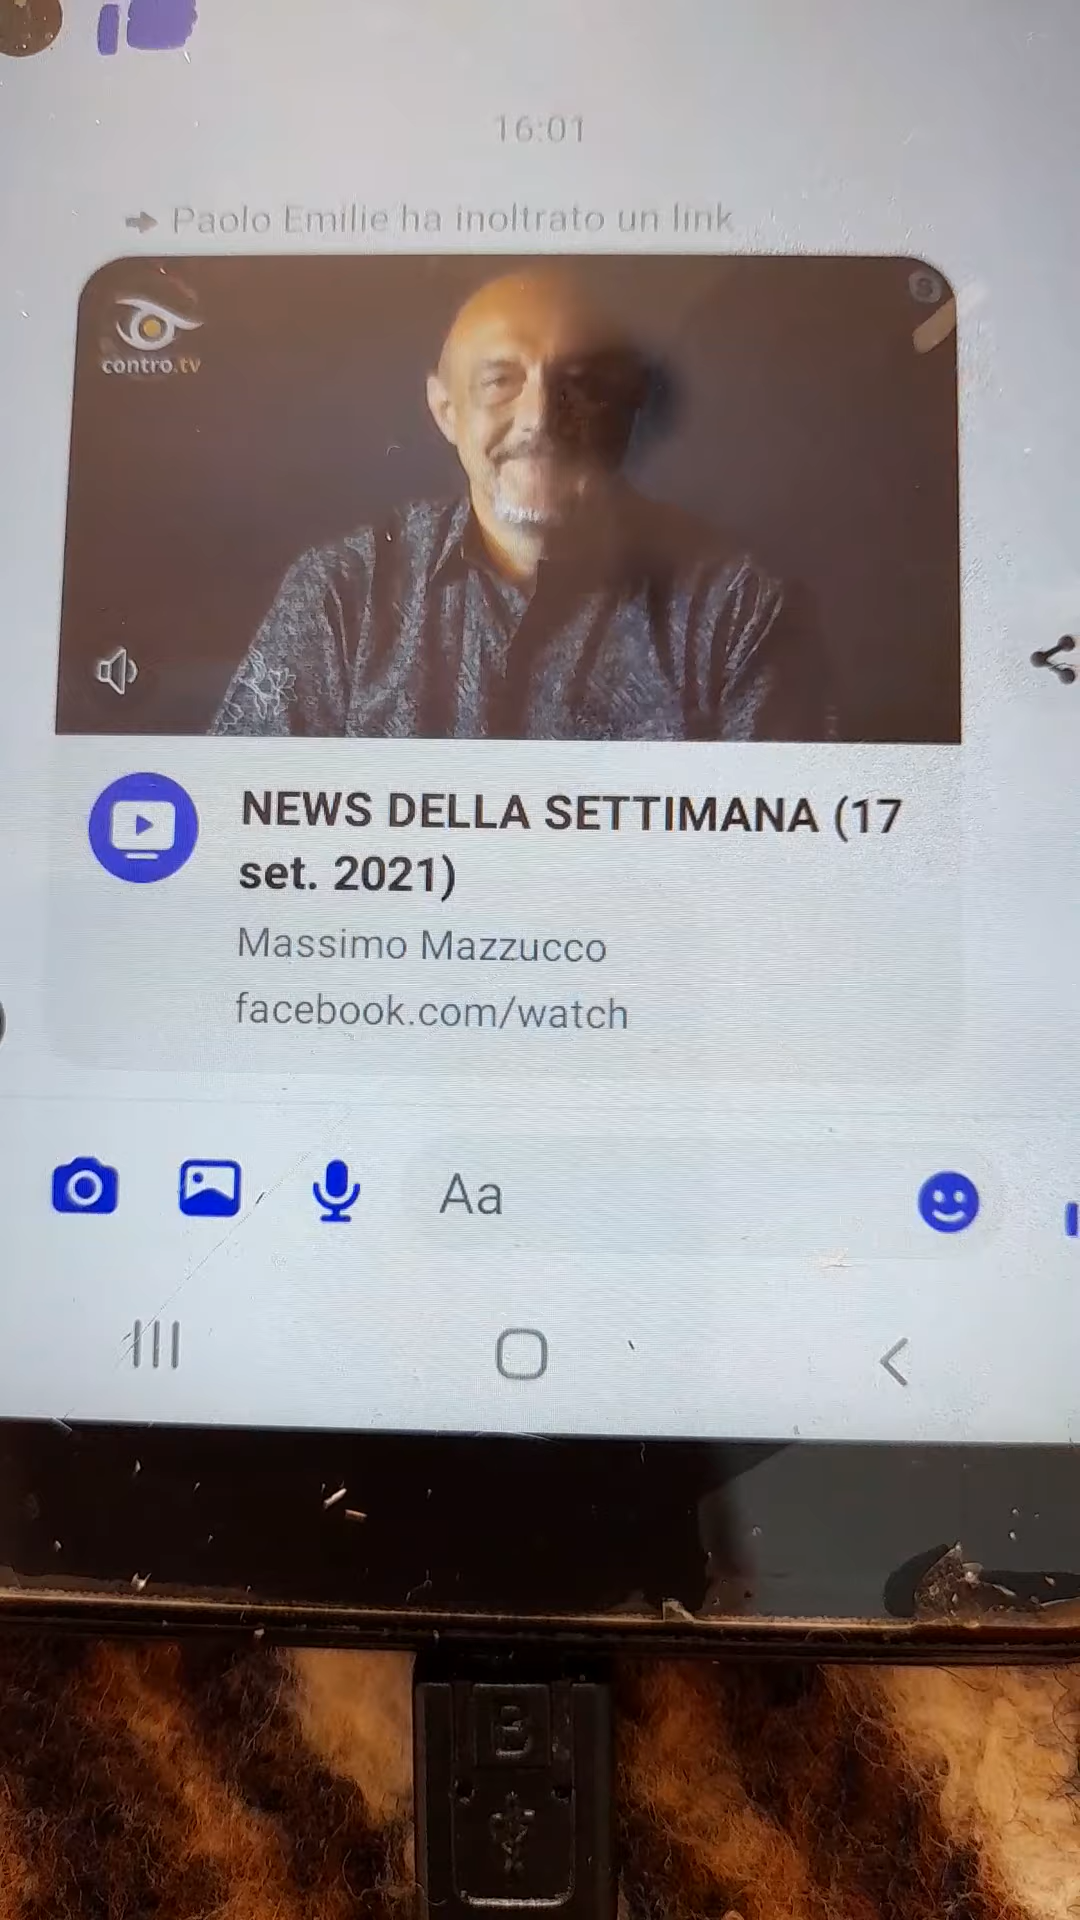 16:01
Paolo Emilie ha inoltrato un link
contro.tv
NEWS DELLA SETTIMANA (17
set. 2021)
Massimo Mazzucco
facebook.com/watch
Aa
B